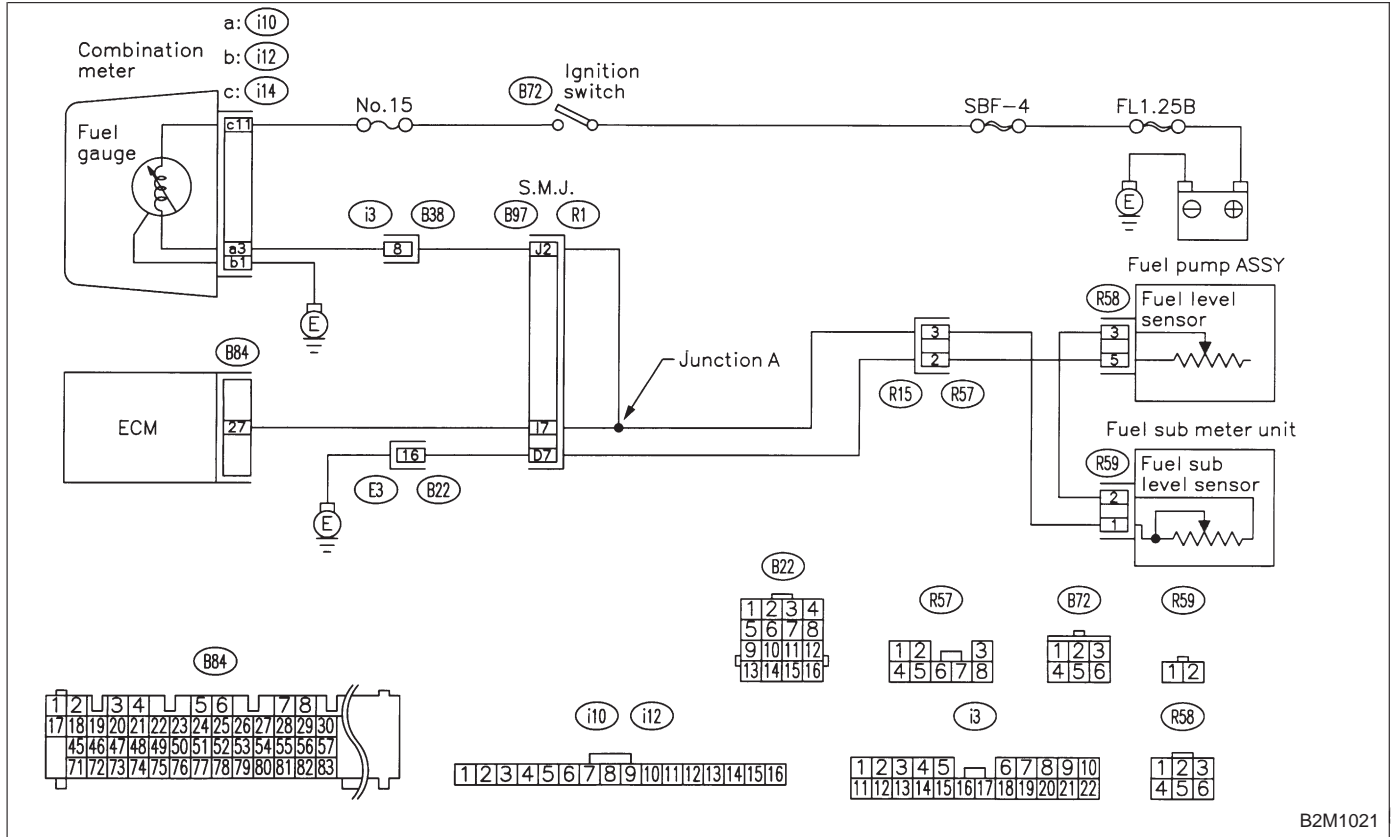 a: i10
Combination
meter
b: i12
c: i14
Fuel
gauge
c11
a3
b1
No.15
B72
Ignition
switch
SBF-4
FL1.25B
E
⊖ ⊕
S.M.J.
i3 B38 B97 R1
8
J2
E
Fuel pump ASSY
R58
Fuel level
sensor
3
5
B84
ECM
27
I7
D7
Junction A
3
2
R15 R57
16
E3 B22
E
Fuel sub meter unit
R59
Fuel sub
level sensor
2
1
B22
1 2 3 4
5 6 7 8
9 10 11 12
13 14 15 16
R57
1 2 3
4 5 6 7 8
B72
1 2 3
4 5 6
R59
1 2
B84
1 2 3 4 5 6 7 8
17 18 19 20 21 22 23 24 25 26 27 28 29 30
45 46 47 48 49 50 51 52 53 54 55 56 57
71 72 73 74 75 76 77 78 79 80 81 82 83
i10 i12
1 2 3 4 5 6 7 8 9 10 11 12 13 14 15 16
i3
1 2 3 4 5 6 7 8 9 10
11 12 13 14 15 16 17 18 19 20 21 22
R58
1 2 3
4 5 6
B2M1021